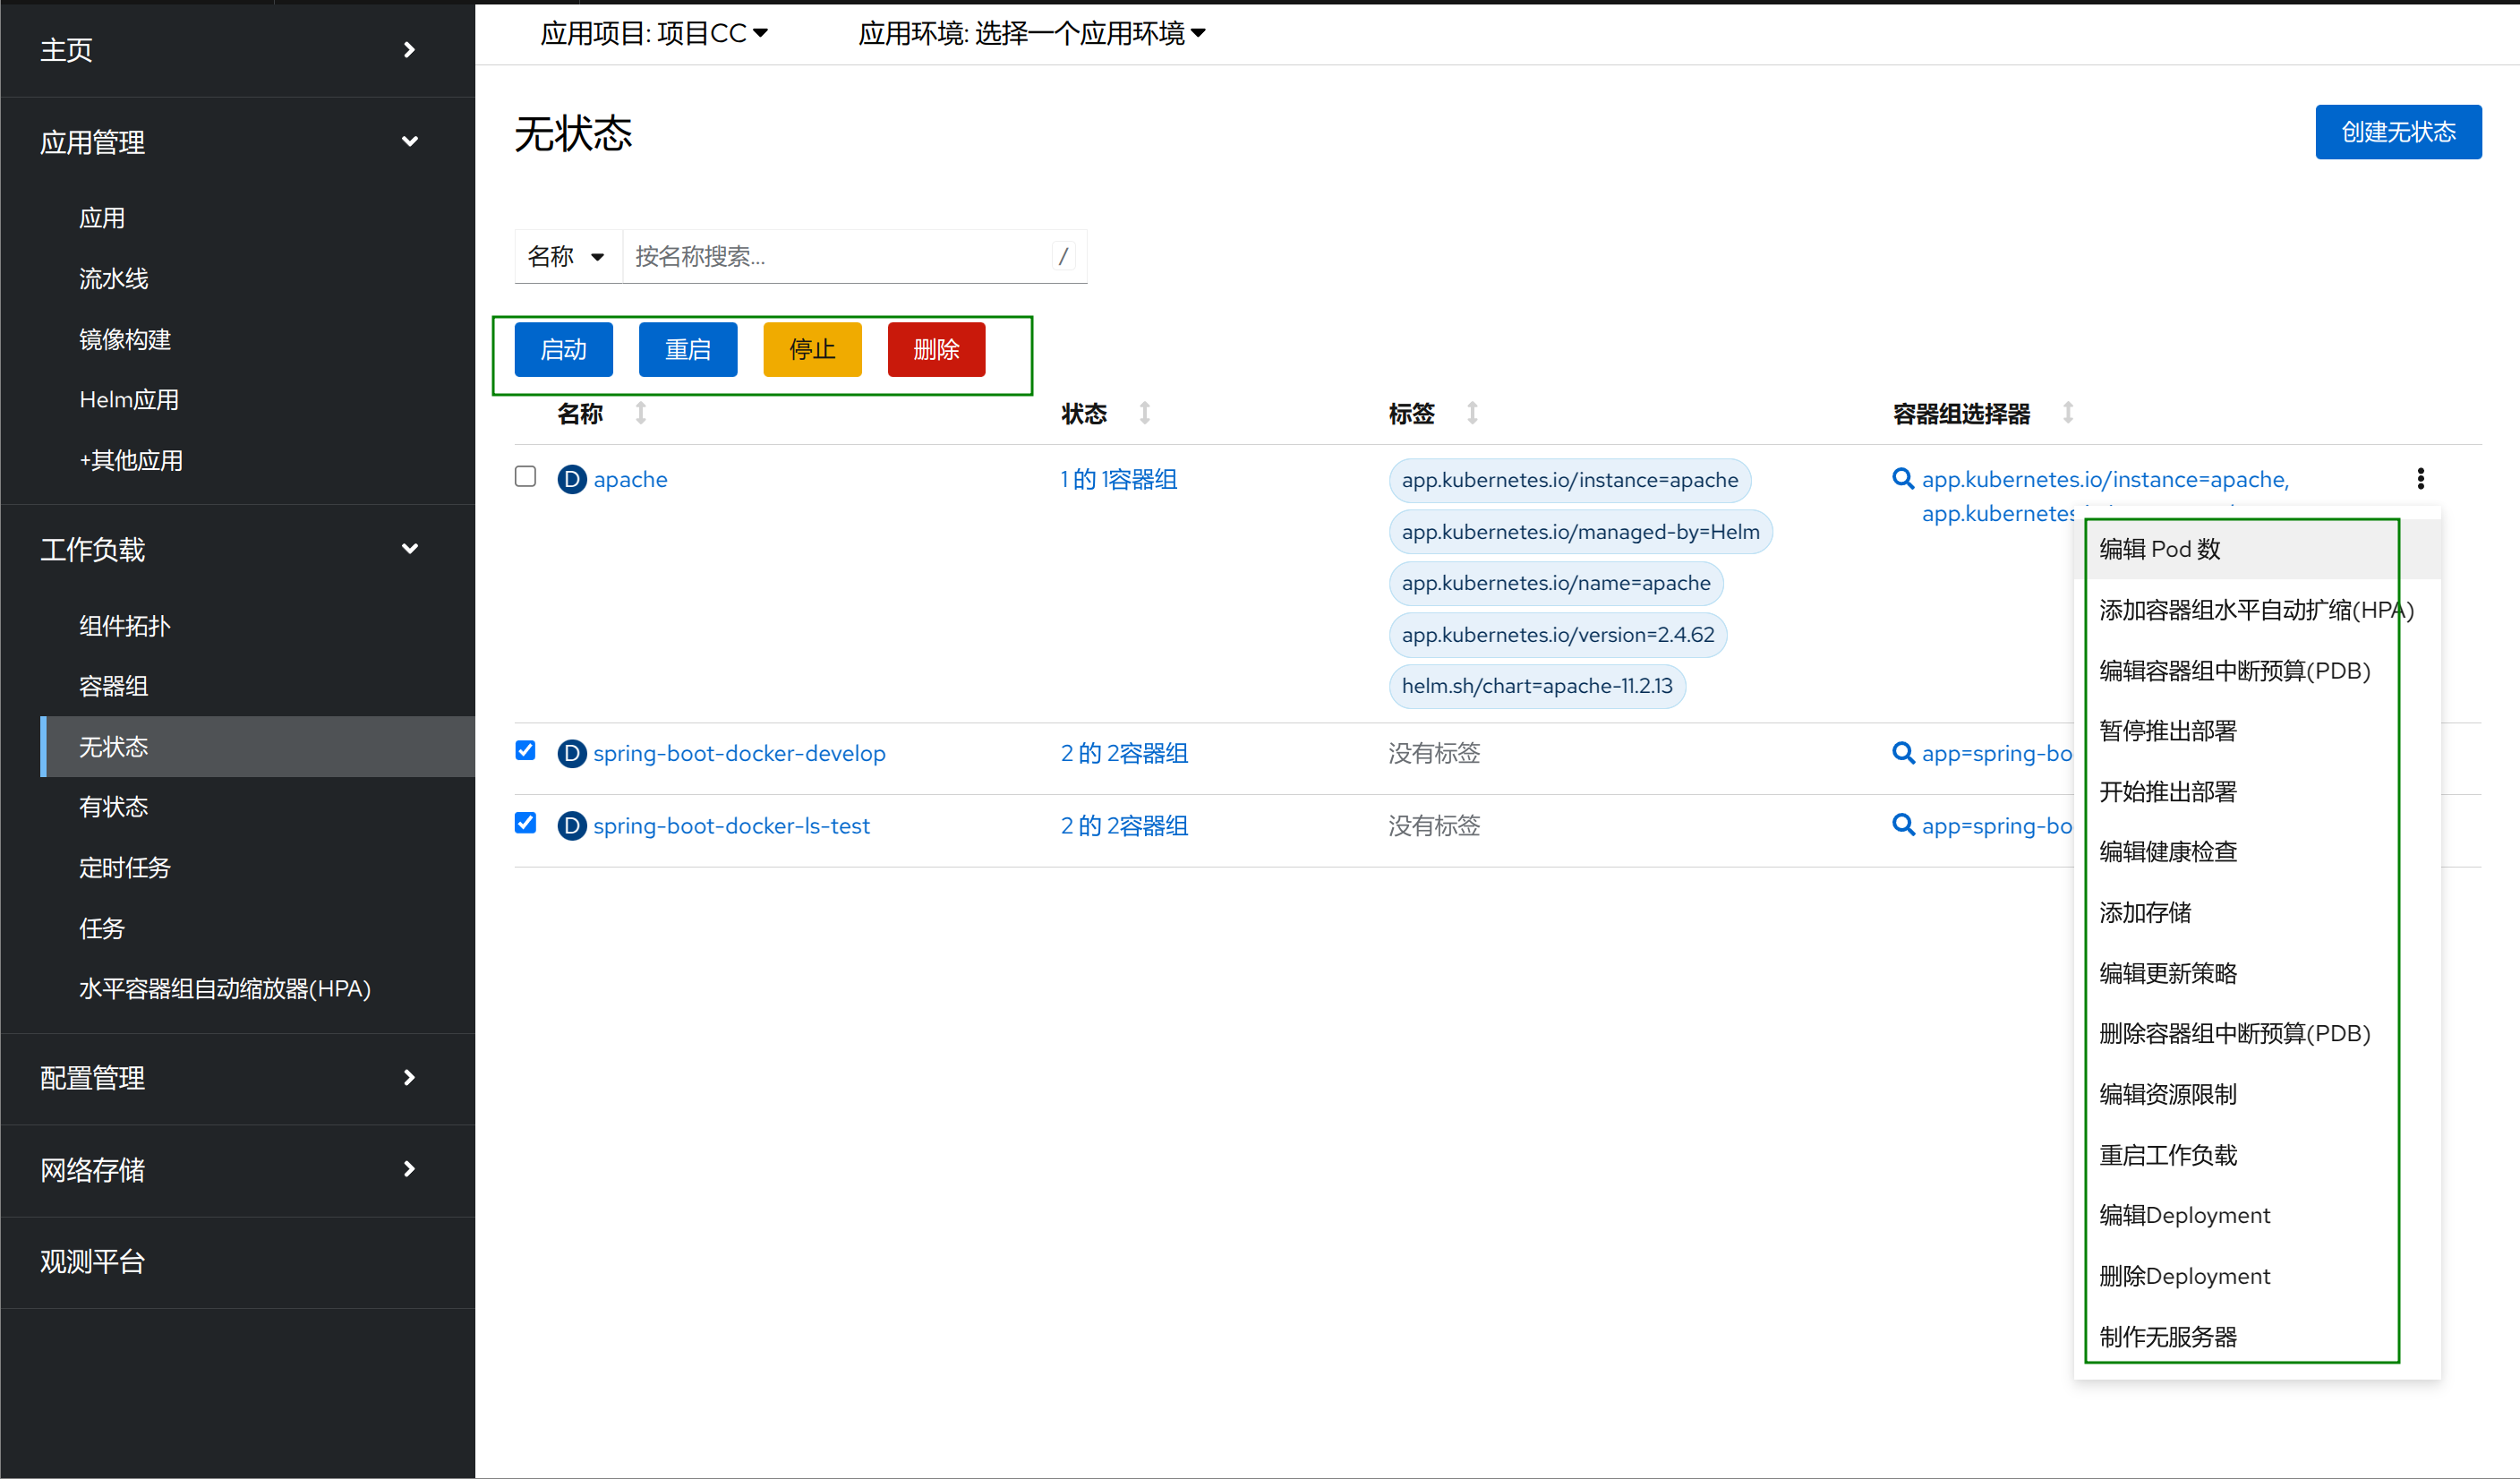 主页
应用管理
应用
流水线
镜像构建
Helm应用
+其他应用
工作负载
组件拓扑
容器组
无状态
有状态
定时任务
任务
水平容器组自动缩放器(HPA)
配置管理
网络存储
观测平台
应用项目: 项目CC 应用环境: 选择一个应用环境
无状态
创建无状态
名称 按名称搜索... /
启动 重启 停止 删除
名称 状态 标签 容器组选择器
D apache 1 的 1容器组 app.kubernetes.io/instance=apache app.kubernetes.io/instance=apache,
app.kubernetes
app.kubernetes.io/managed-by=Helm
app.kubernetes.io/name=apache
app.kubernetes.io/version=2.4.62
helm.sh/chart=apache-11.2.13
D spring-boot-docker-develop 2 的 2容器组 没有标签 app=spring-bo
D spring-boot-docker-ls-test 2 的 2容器组 没有标签 app=spring-bo
编辑 Pod 数
添加容器组水平自动扩缩(HPA)
编辑容器组中断预算(PDB)
暂停推出部署
开始推出部署
编辑健康检查
添加存储
编辑更新策略
删除容器组中断预算(PDB)
编辑资源限制
重启工作负载
编辑Deployment
删除Deployment
制作无服务器